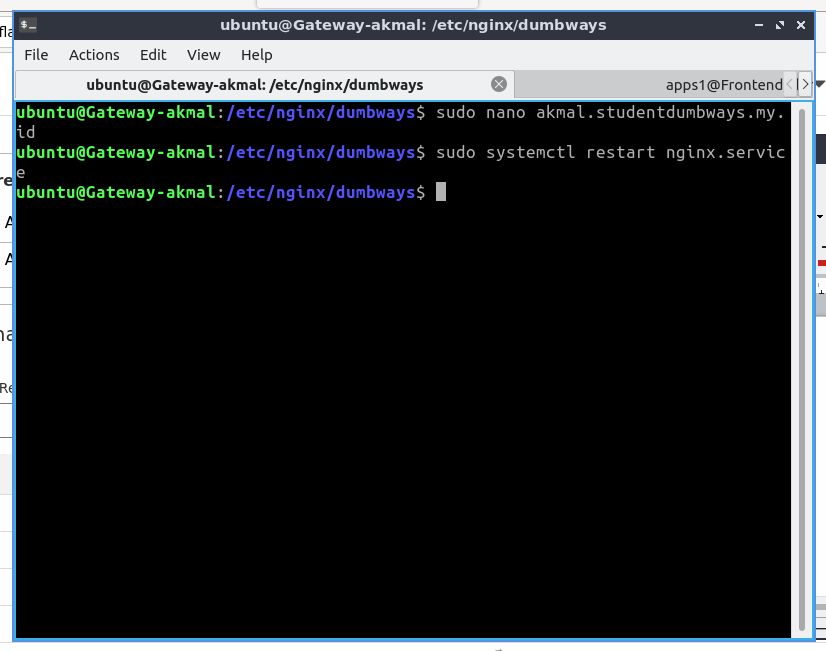 ubuntu@Gateway-akmal: /etc/nginx/dumbways
File Actions Edit View Help
ubuntu@Gateway-akmal: /etc/nginx/dumbways
apps1@Frontend
ubuntu@Gateway-akmal:/etc/nginx/dumbways$ sudo nano akmal.studentdumbways.my.
id
ubuntu@Gateway-akmal:/etc/nginx/dumbways$ sudo systemctl restart nginx.servic
e
ubuntu@Gateway-akmal:/etc/nginx/dumbways$